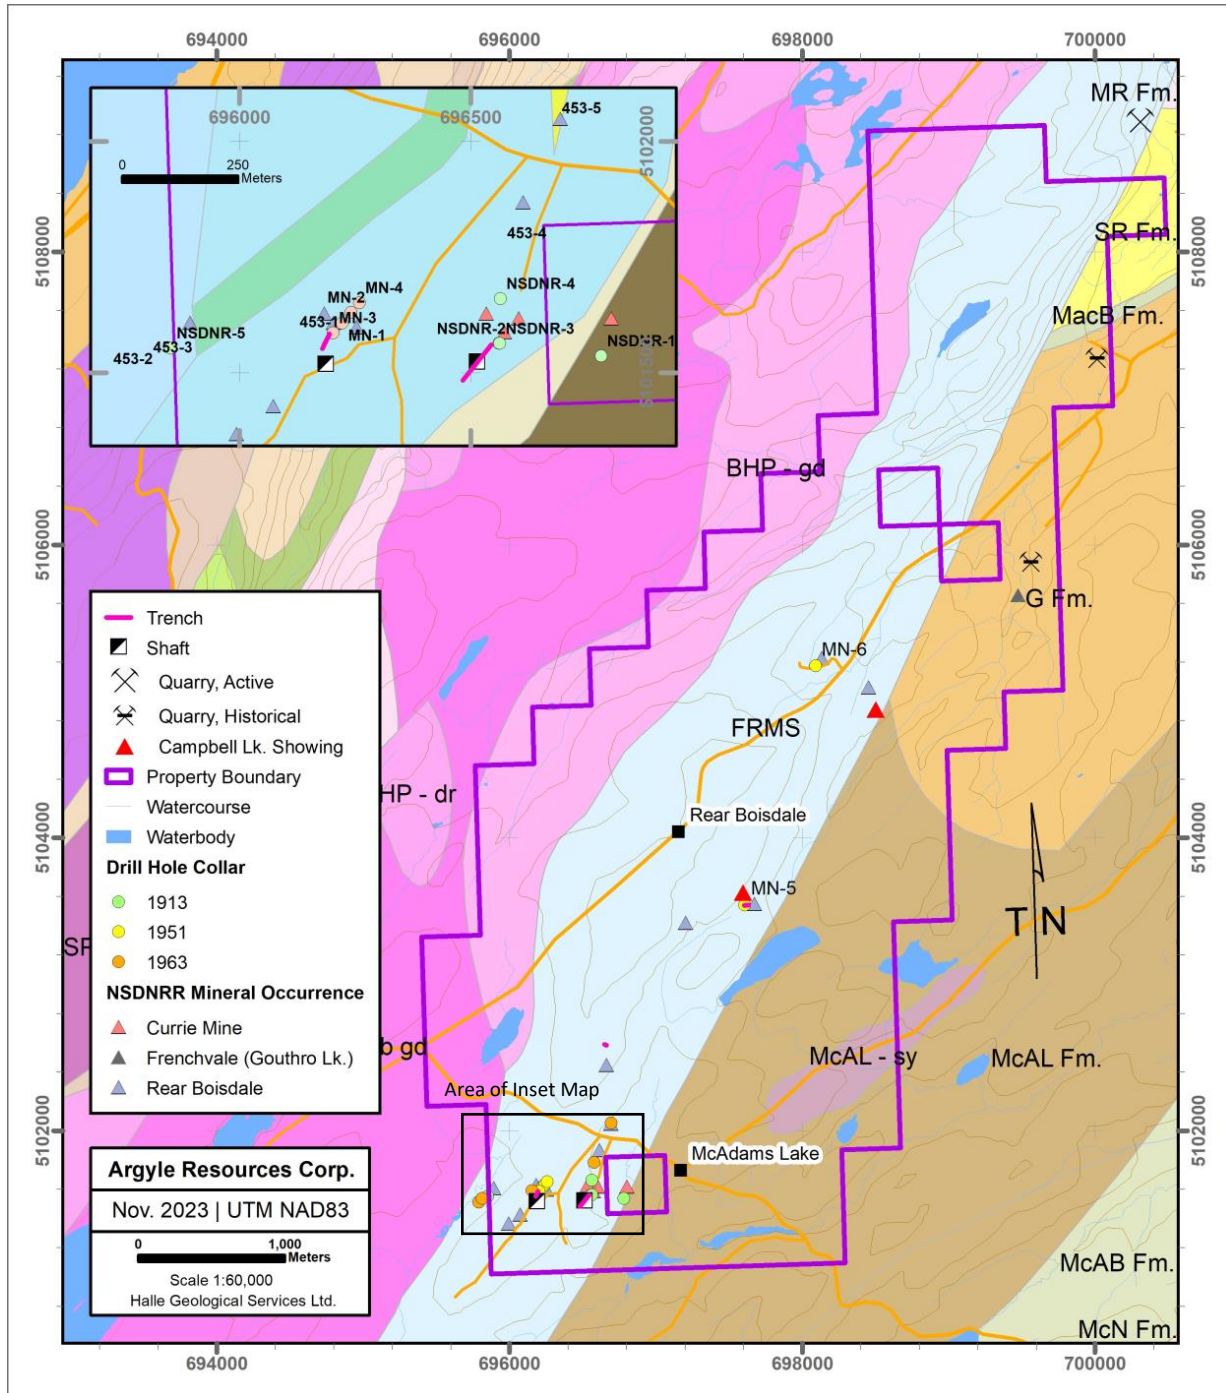 694000
696000
698000
700000
MR Fm.
696000
696500
5102000
5101500
453-5
0
250
Meters
453-4
MN-4
MN-2
MN-3
453-1
MN-1
NSDNR-4
NSDNR-2
NSDNR-3
NSDNR-1
NSDNR-5
453-3
453-2
5108000
5108000
SR Fm.
MacB Fm.
BHP - gd
5106000
5106000
G Fm.
MN-6
FRMS
HP - dr
Rear Boisdale
5104000
5104000
MN-5
T N
SF
b gd
McAL - sy
McAL Fm.
Area of Inset Map
5102000
5102000
McAdams Lake
McAB Fm.
McN Fm.
Trench
Shaft
Quarry, Active
Quarry, Historical
Campbell Lk. Showing
Property Boundary
Watercourse
Waterbody
Drill Hole Collar
1913
1951
1963
NSDNRR Mineral Occurrence
Currie Mine
Frenchvale (Gouthro Lk.)
Rear Boisdale
Argyle Resources Corp.
Nov. 2023 | UTM NAD83
0
1,000
Meters
Scale 1:60,000
Halle Geological Services Ltd.
694000
696000
698000
700000